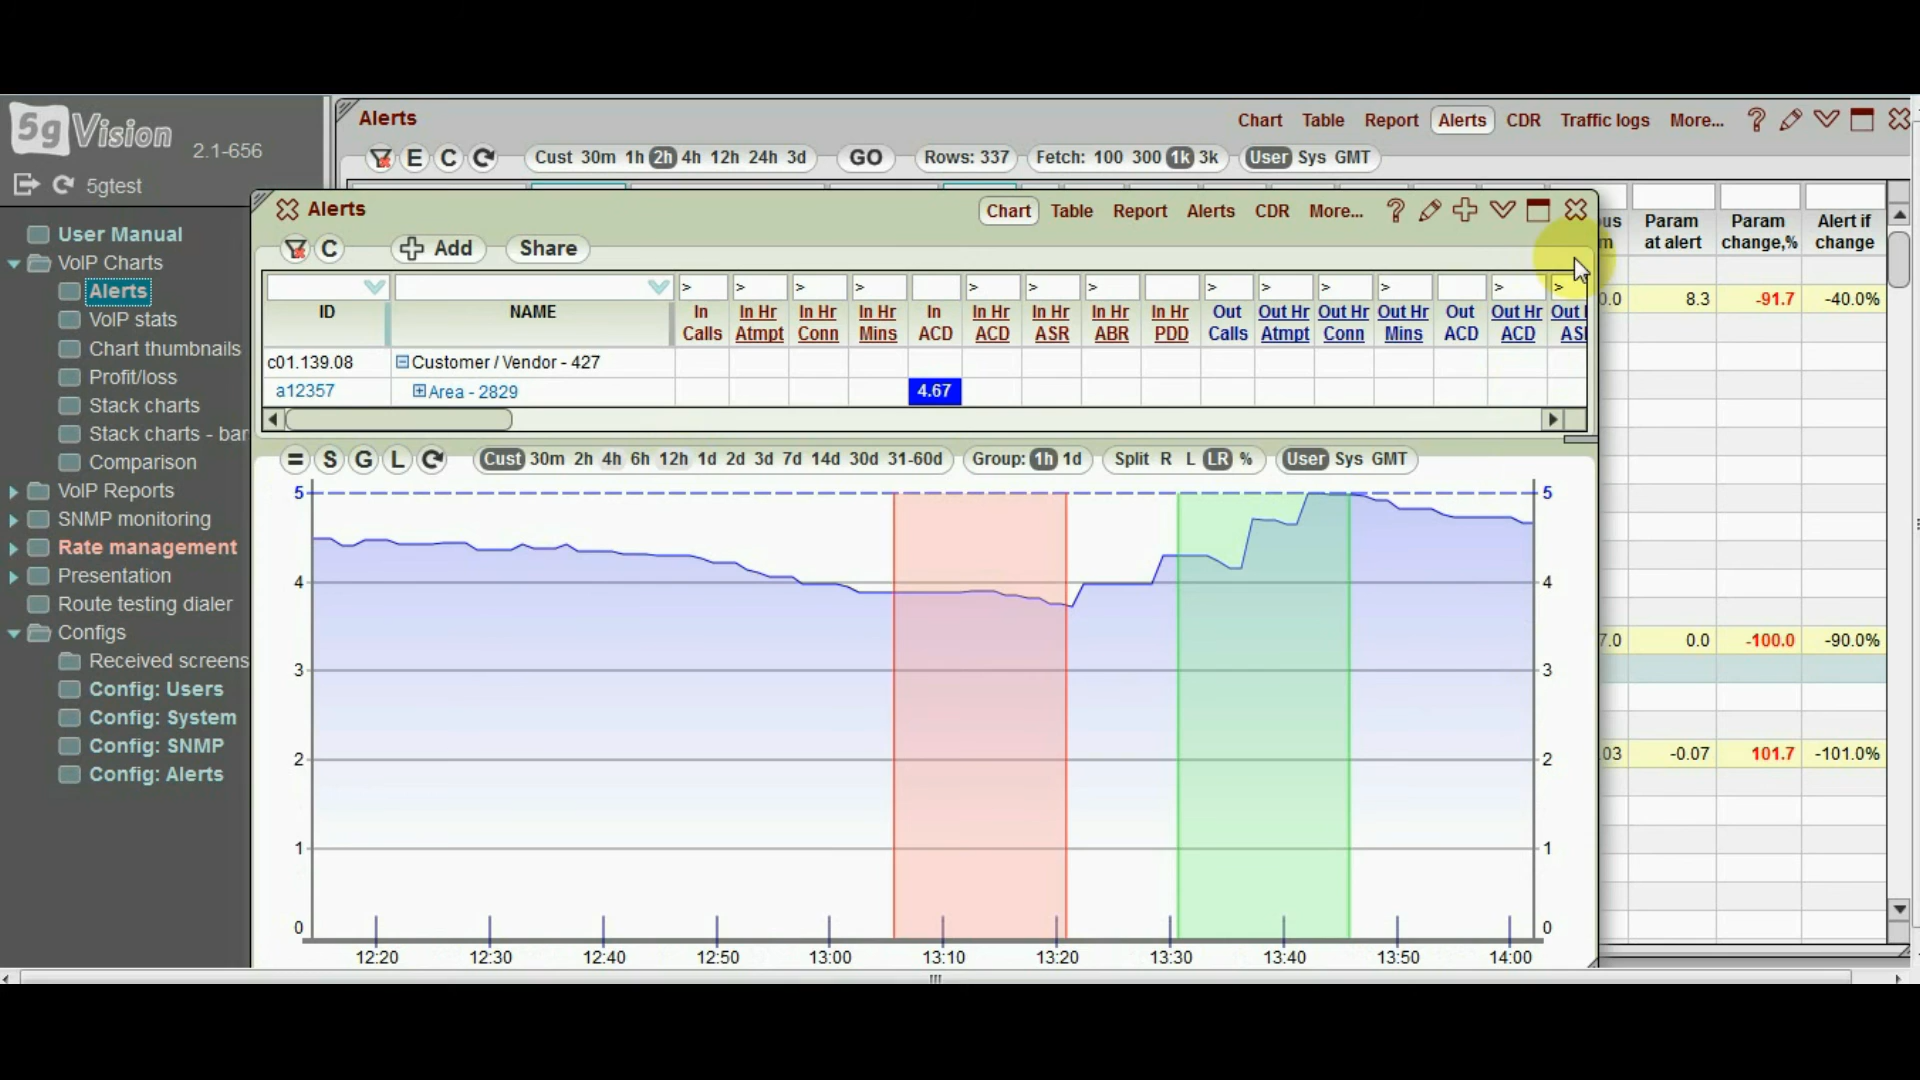 5g Vision 2.1-656
5gtest
User Manual
VoIP Charts
Alerts
VoIP stats
Chart thumbnails
Profit/loss
Stack charts
Stack charts - bar
Comparison
VoIP Reports
SNMP monitoring
Rate management
Presentation
Route testing dialer
Configs
Received screens
Config: Users
Config: System
Config: SNMP
Config: Alerts
Alerts Chart Table Report Alerts CDR Traffic logs More... ?
E C Cust 30m 1h 2h 4h 12h 24h 3d GO Rows: 337 Fetch: 100 300 1k 3k User Sys GMT
Alerts Chart Table Report Alerts CDR More... ?
C Add Share
> > > > > > > > > > > > >
ID NAME In Calls In Hr Atmpt In Hr Conn In Hr Mins In ACD In Hr ACD In Hr ASR In Hr ABR In Hr PDD Out Calls Out Hr Atmpt Out Hr Conn Out Hr Mins Out ACD Out Hr ACD
c01.139.08 Customer / Vendor - 427
a12357 Area - 2829 4.67
= S G L Cust 30m 2h 4h 6h 12h 1d 2d 3d 7d 14d 30d 31-60d Group: 1h 1d Split R L LR % User Sys GMT
5 5
4 4
3 3
2 2
1 1
0 0
12:20 12:30 12:40 12:50 13:00 13:10 13:20 13:30 13:40 13:50 14:00
Param at alert Param change,% Alert if change
0.0 8.3 -91.7 -40.0%
7.0 0.0 -100.0 -90.0%
03 -0.07 101.7 -101.0%